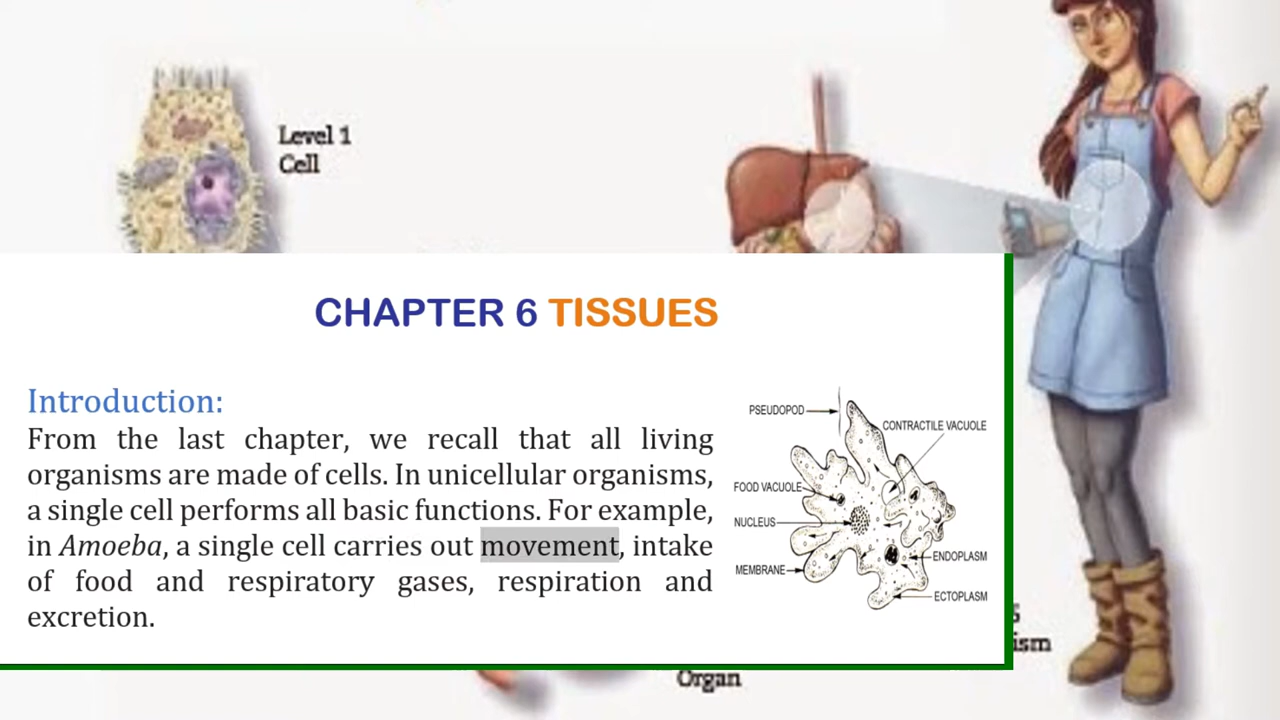 Level 1
Cell
CHAPTER 6 TISSUES
Introduction:
From the last chapter, we recall that all living
organisms are made of cells. In unicellular organisms,
a single cell performs all basic functions. For example,
in Amoeba, a single cell carries out movement, intake
of food and respiratory gases, respiration and
excretion.
PSEUDOPOD
CONTRACTILE VACUOLE
FOOD VACUOLE
NUCLEUS
MEMBRANE
ENDOPLASM
ECTOPLASM
ism
Organ